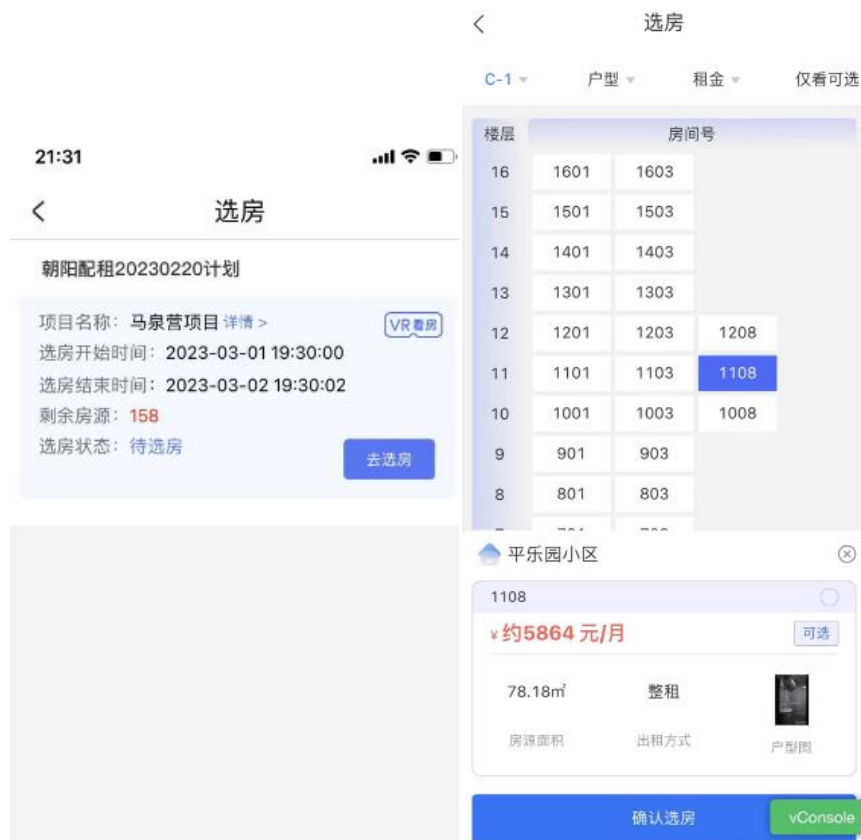 21:31
选房
朝阳配租20230220计划
项目名称：马泉营项目 详情 >
VR看房
选房开始时间：2023-03-01 19:30:00
选房结束时间：2023-03-02 19:30:02
剩余房源：158
选房状态：待选房
去选房
选房
C-1 户型 租金 仅看可选
楼层 房间号
16 1601 1603
15 1501 1503
14 1401 1403
13 1301 1303
12 1201 1203 1208
11 1101 1103 1108
10 1001 1003 1008
9 901 903
8 801 803
平乐园小区
1108
¥约5864 元/月
可选
78.18㎡ 整租
房源面积 出租方式 户型图
确认选房
vConsole